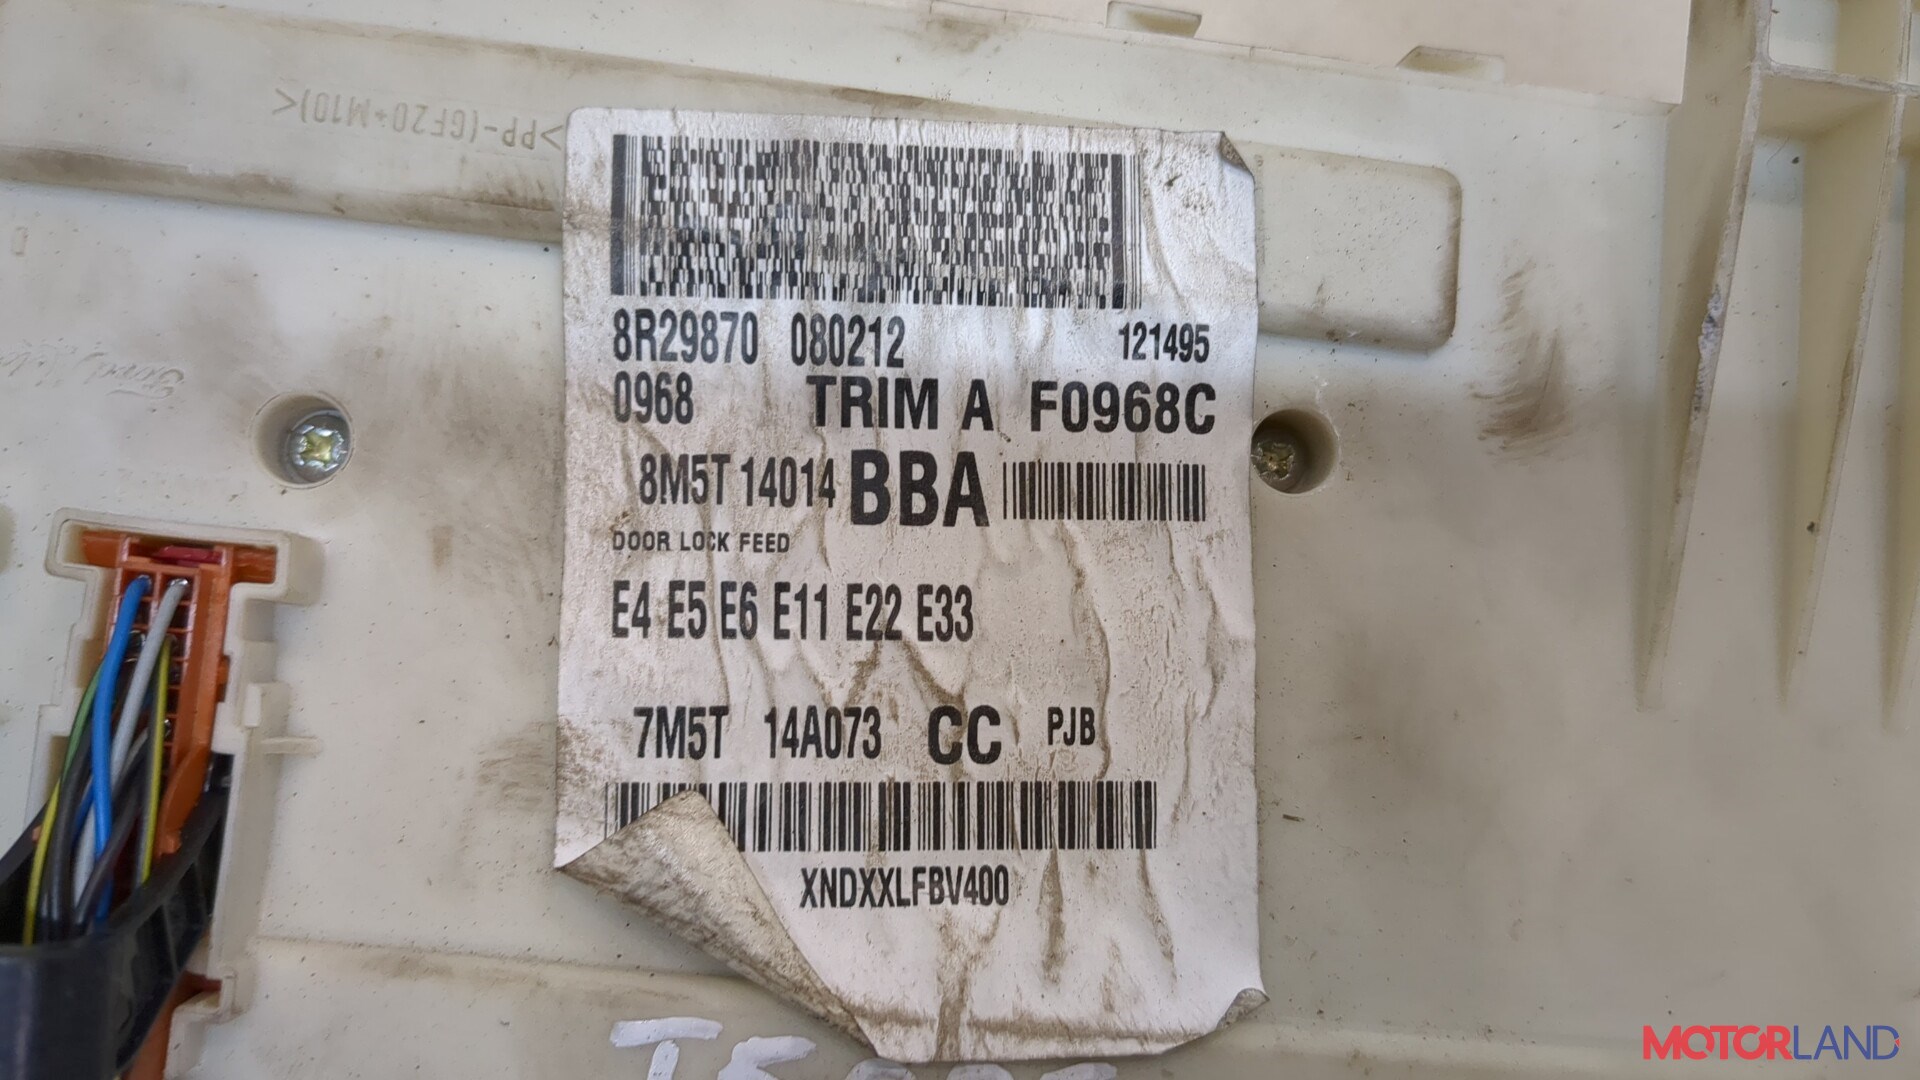 >PP-(GF20+M10)<
8R29870 080212 121495
0968 TRIM A F0968C
8M5T 14014 BBA
DOOR LOCK FEED
E4 E5 E6 E11 E22 E33
7M5T 14A073 CC PJB
XNDXXLFBV400
MOTORLAND